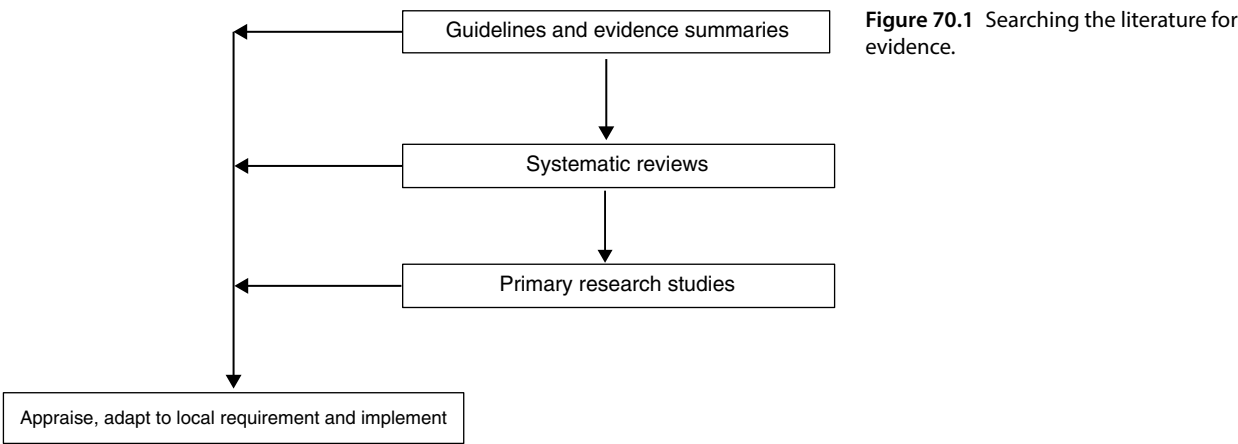 Guidelines and evidence summaries
Figure 70.1 Searching the literature for
evidence.
Systematic reviews
Primary research studies
Appraise, adapt to local requirement and implement